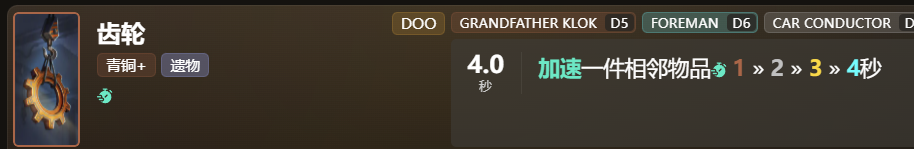 齿轮
DOO
青铜+
遗物
GRANDFATHER KLOK D5
FOREMAN D6
CAR CONDUCTOR
4.0
秒
加速一件相邻物品 1 » 2 » 3 » 4秒